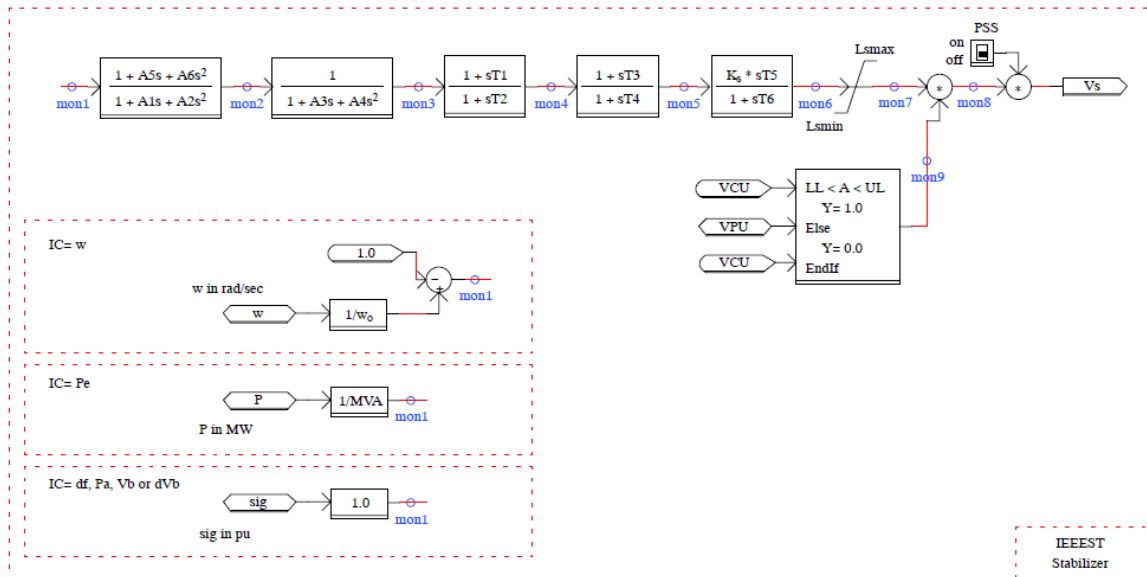 PSS
on
off
Lsmax
1 + A5s + A6s²
1 + A1s + A2s²
1
1 + A3s + A4s²
1 + sT1
1 + sT2
1 + sT3
1 + sT4
Ks * sT5
1 + sT6
*
*
Vs
mon1
mon2
mon3
mon4
mon5
mon6
mon7
mon8
Lsmin
mon9
VCU
VPU
VCU
LL < A < UL
Y= 1.0
Else
Y= 0.0
EndIf
IC= w
1.0
-
+
mon1
w in rad/sec
w
1/wo
IC= Pe
P
1/MVA
mon1
P in MW
IC= df, Pa, Vb or dVb
sig
1.0
mon1
sig in pu
IEEEST
Stabilizer